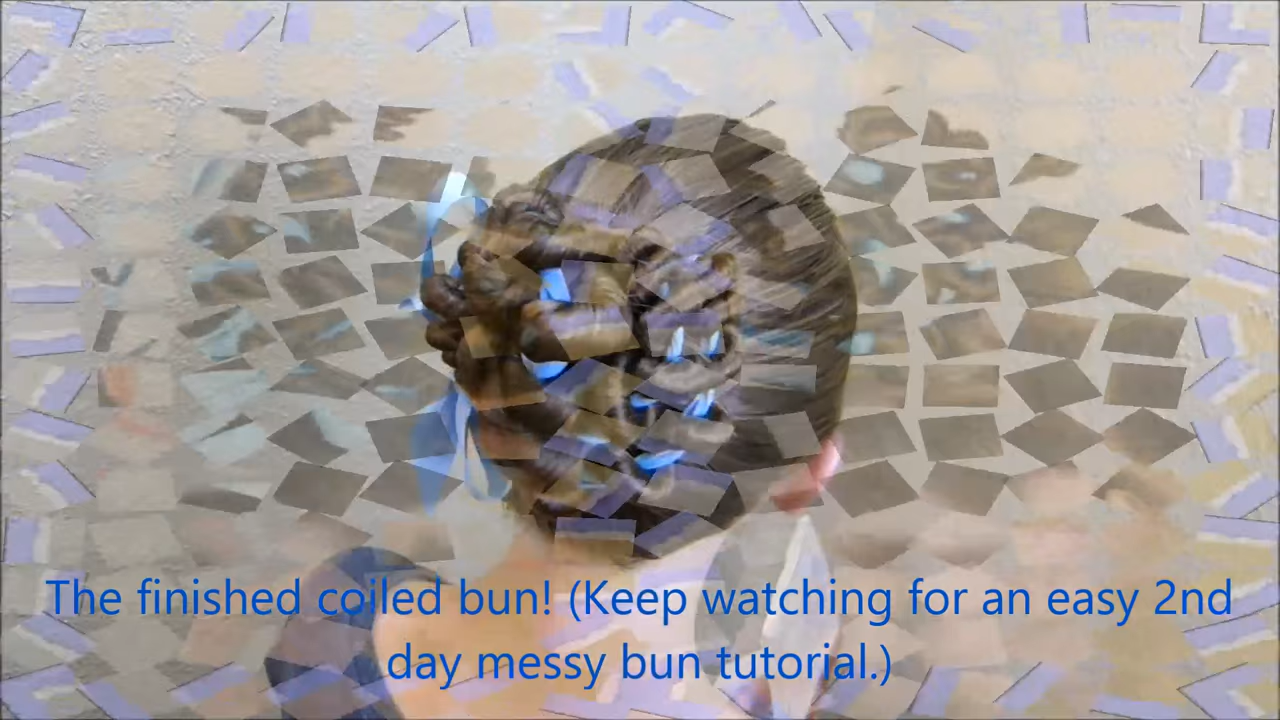 The finished coiled bun! (Keep watching for an easy 2nd
day messy bun tutorial.)